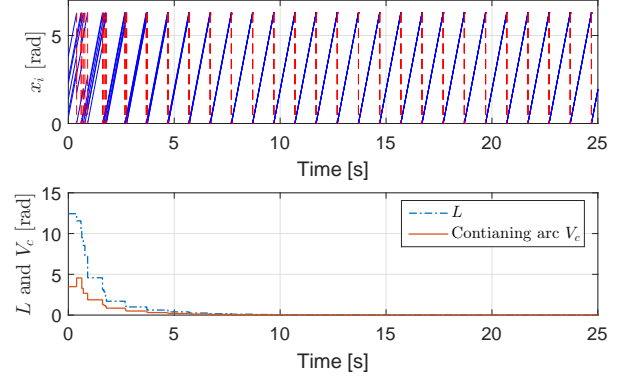 5
0
x_i [rad]
0 5 10 15 20 25
Time [s]
15
10
5
0
L and V_c [rad]
L
Contianing arc V_c
0 5 10 15 20 25
Time [s]